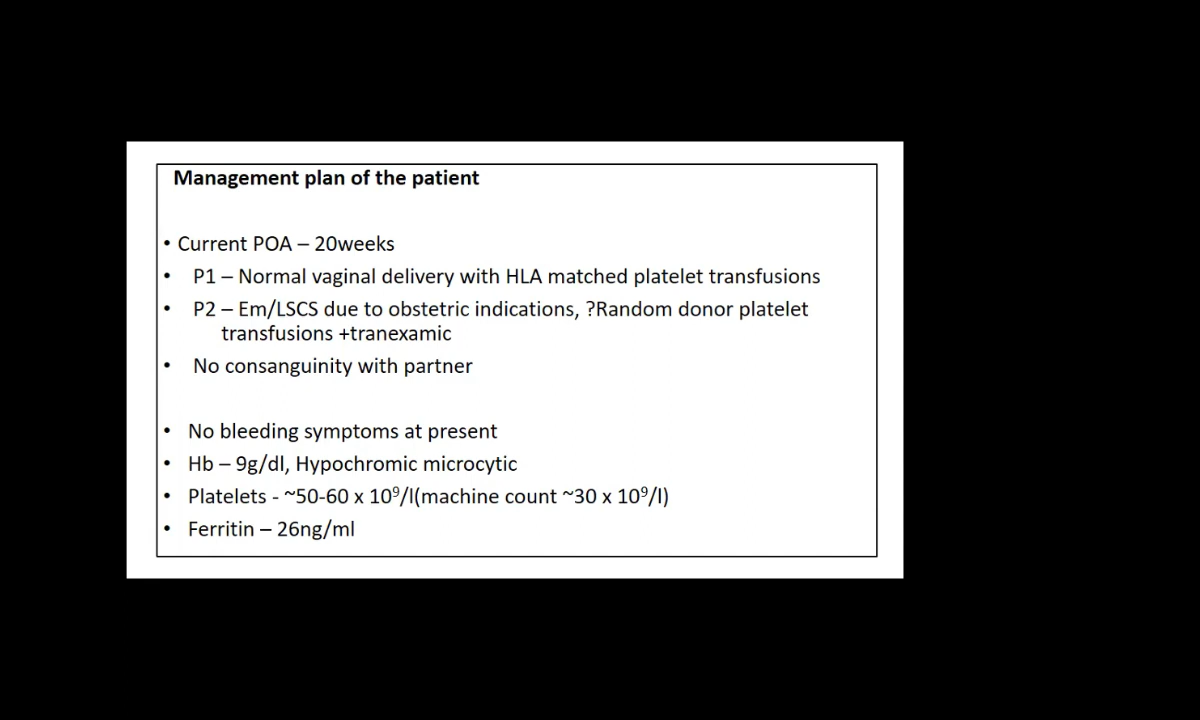 Management plan of the patient
• Current POA – 20weeks
• P1 – Normal vaginal delivery with HLA matched platelet transfusions
• P2 – Em/LSCS due to obstetric indications, ?Random donor platelet
transfusions +tranexamic
• No consanguinity with partner
• No bleeding symptoms at present
• Hb – 9g/dl, Hypochromic microcytic
• Platelets - ~50-60 x 10⁹/l(machine count ~30 x 10⁹/l)
• Ferritin – 26ng/ml